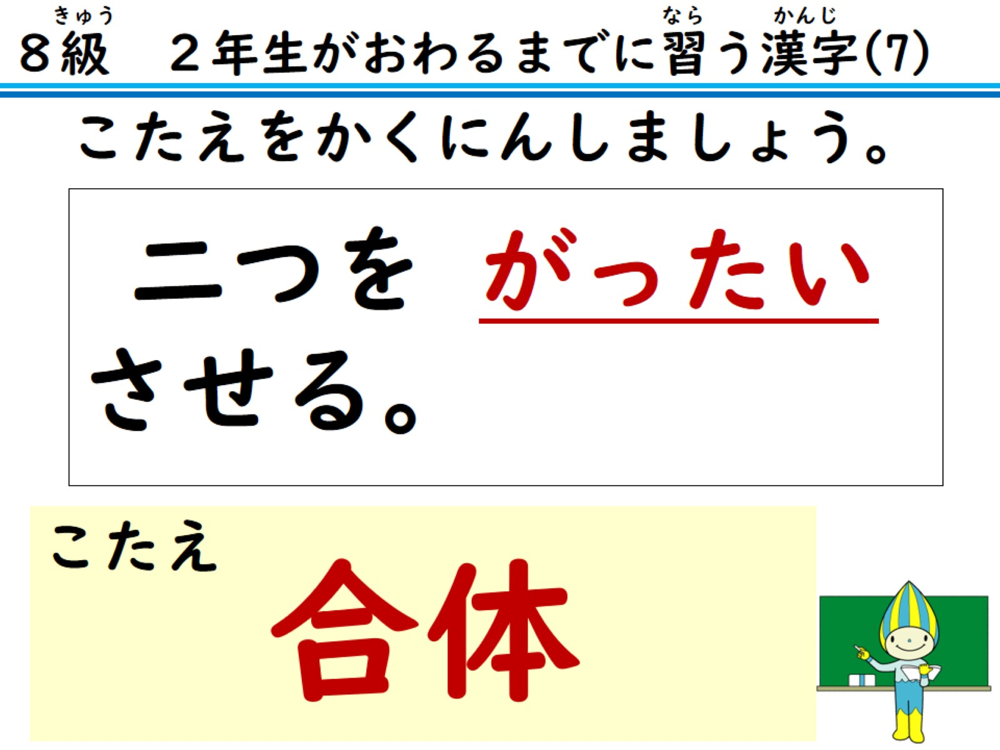 きゅう なら かんじ
8級 2年生がおわるまでに習う漢字(7)
こたえをかくにんしましょう。
二つを がったい
させる。
こたえ
合体